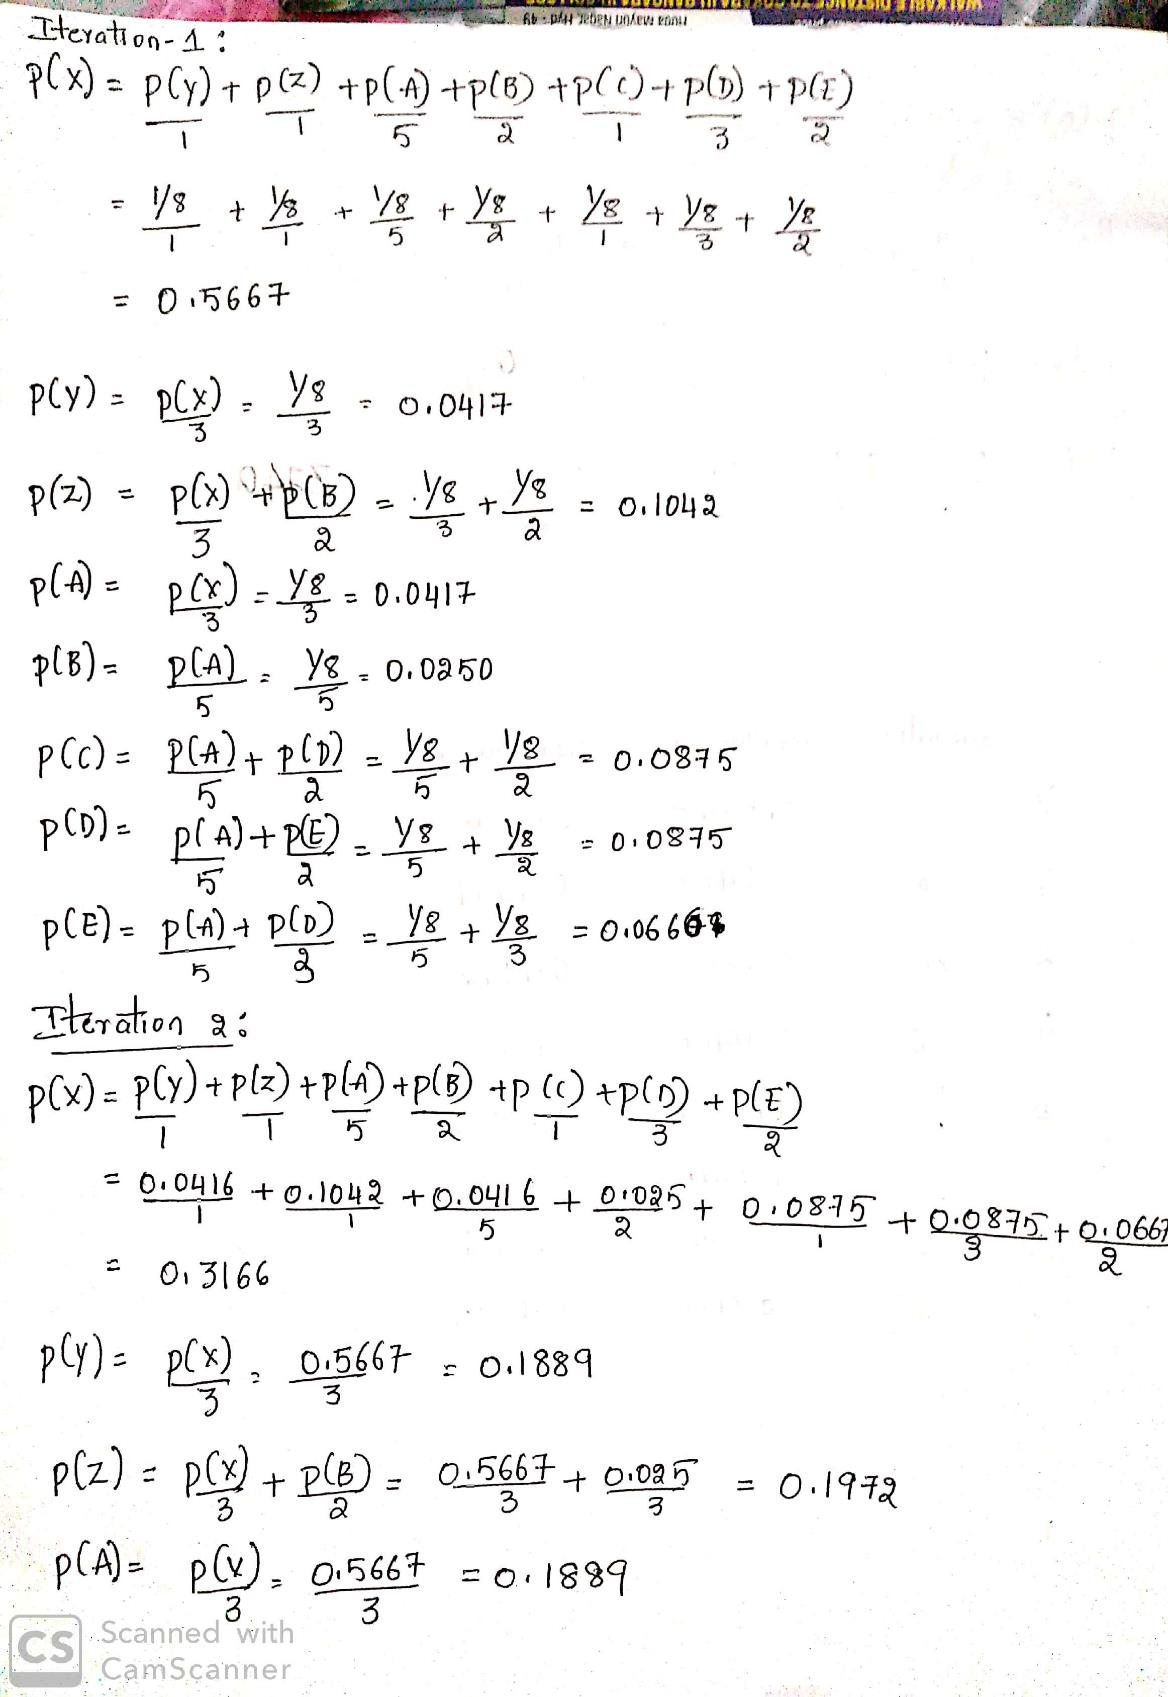 Iteration-1:
P(X) = P(Y)/1 + P(Z)/1 + P(A)/5 + P(B)/2 + P(C)/1 + P(D)/3 + P(E)/2
= 1/8/1 + 1/8/1 + 1/8/5 + 1/8/2 + 1/8/1 + 1/8/3 + 1/8/2
= 0.5667
P(Y) = P(X)/3 = 1/8/3 = 0.0417
P(Z) = P(X)/3 + P(B)/2 = 1/8/3 + 1/8/2 = 0.1042
P(A) = P(X)/3 = 1/8/3 = 0.0417
P(B) = P(A)/5 = 1/8/5 = 0.0250
P(C) = P(A)/5 + P(D)/2 = 1/8/5 + 1/8/2 = 0.0875
P(D) = P(A)/5 + P(E)/2 = 1/8/5 + 1/8/2 = 0.0875
P(E) = P(A)/5 + P(D)/3 = 1/8/5 + 1/8/3 = 0.0666
Iteration 2:
P(X) = P(Y)/1 + P(Z)/1 + P(A)/5 + P(B)/2 + P(C)/1 + P(D)/3 + P(E)/2
= 0.0416/1 + 0.1042/1 + 0.0416/5 + 0.025/2 + 0.0875/1 + 0.0875/3 + 0.0667/2
= 0.3166
P(Y) = P(X)/3 = 0.5667/3 = 0.1889
P(Z) = P(X)/3 + P(B)/2 = 0.5667/3 + 0.025/3 = 0.1972
P(A) = P(X)/3 = 0.5667/3 = 0.1889
CS Scanned with
CamScanner